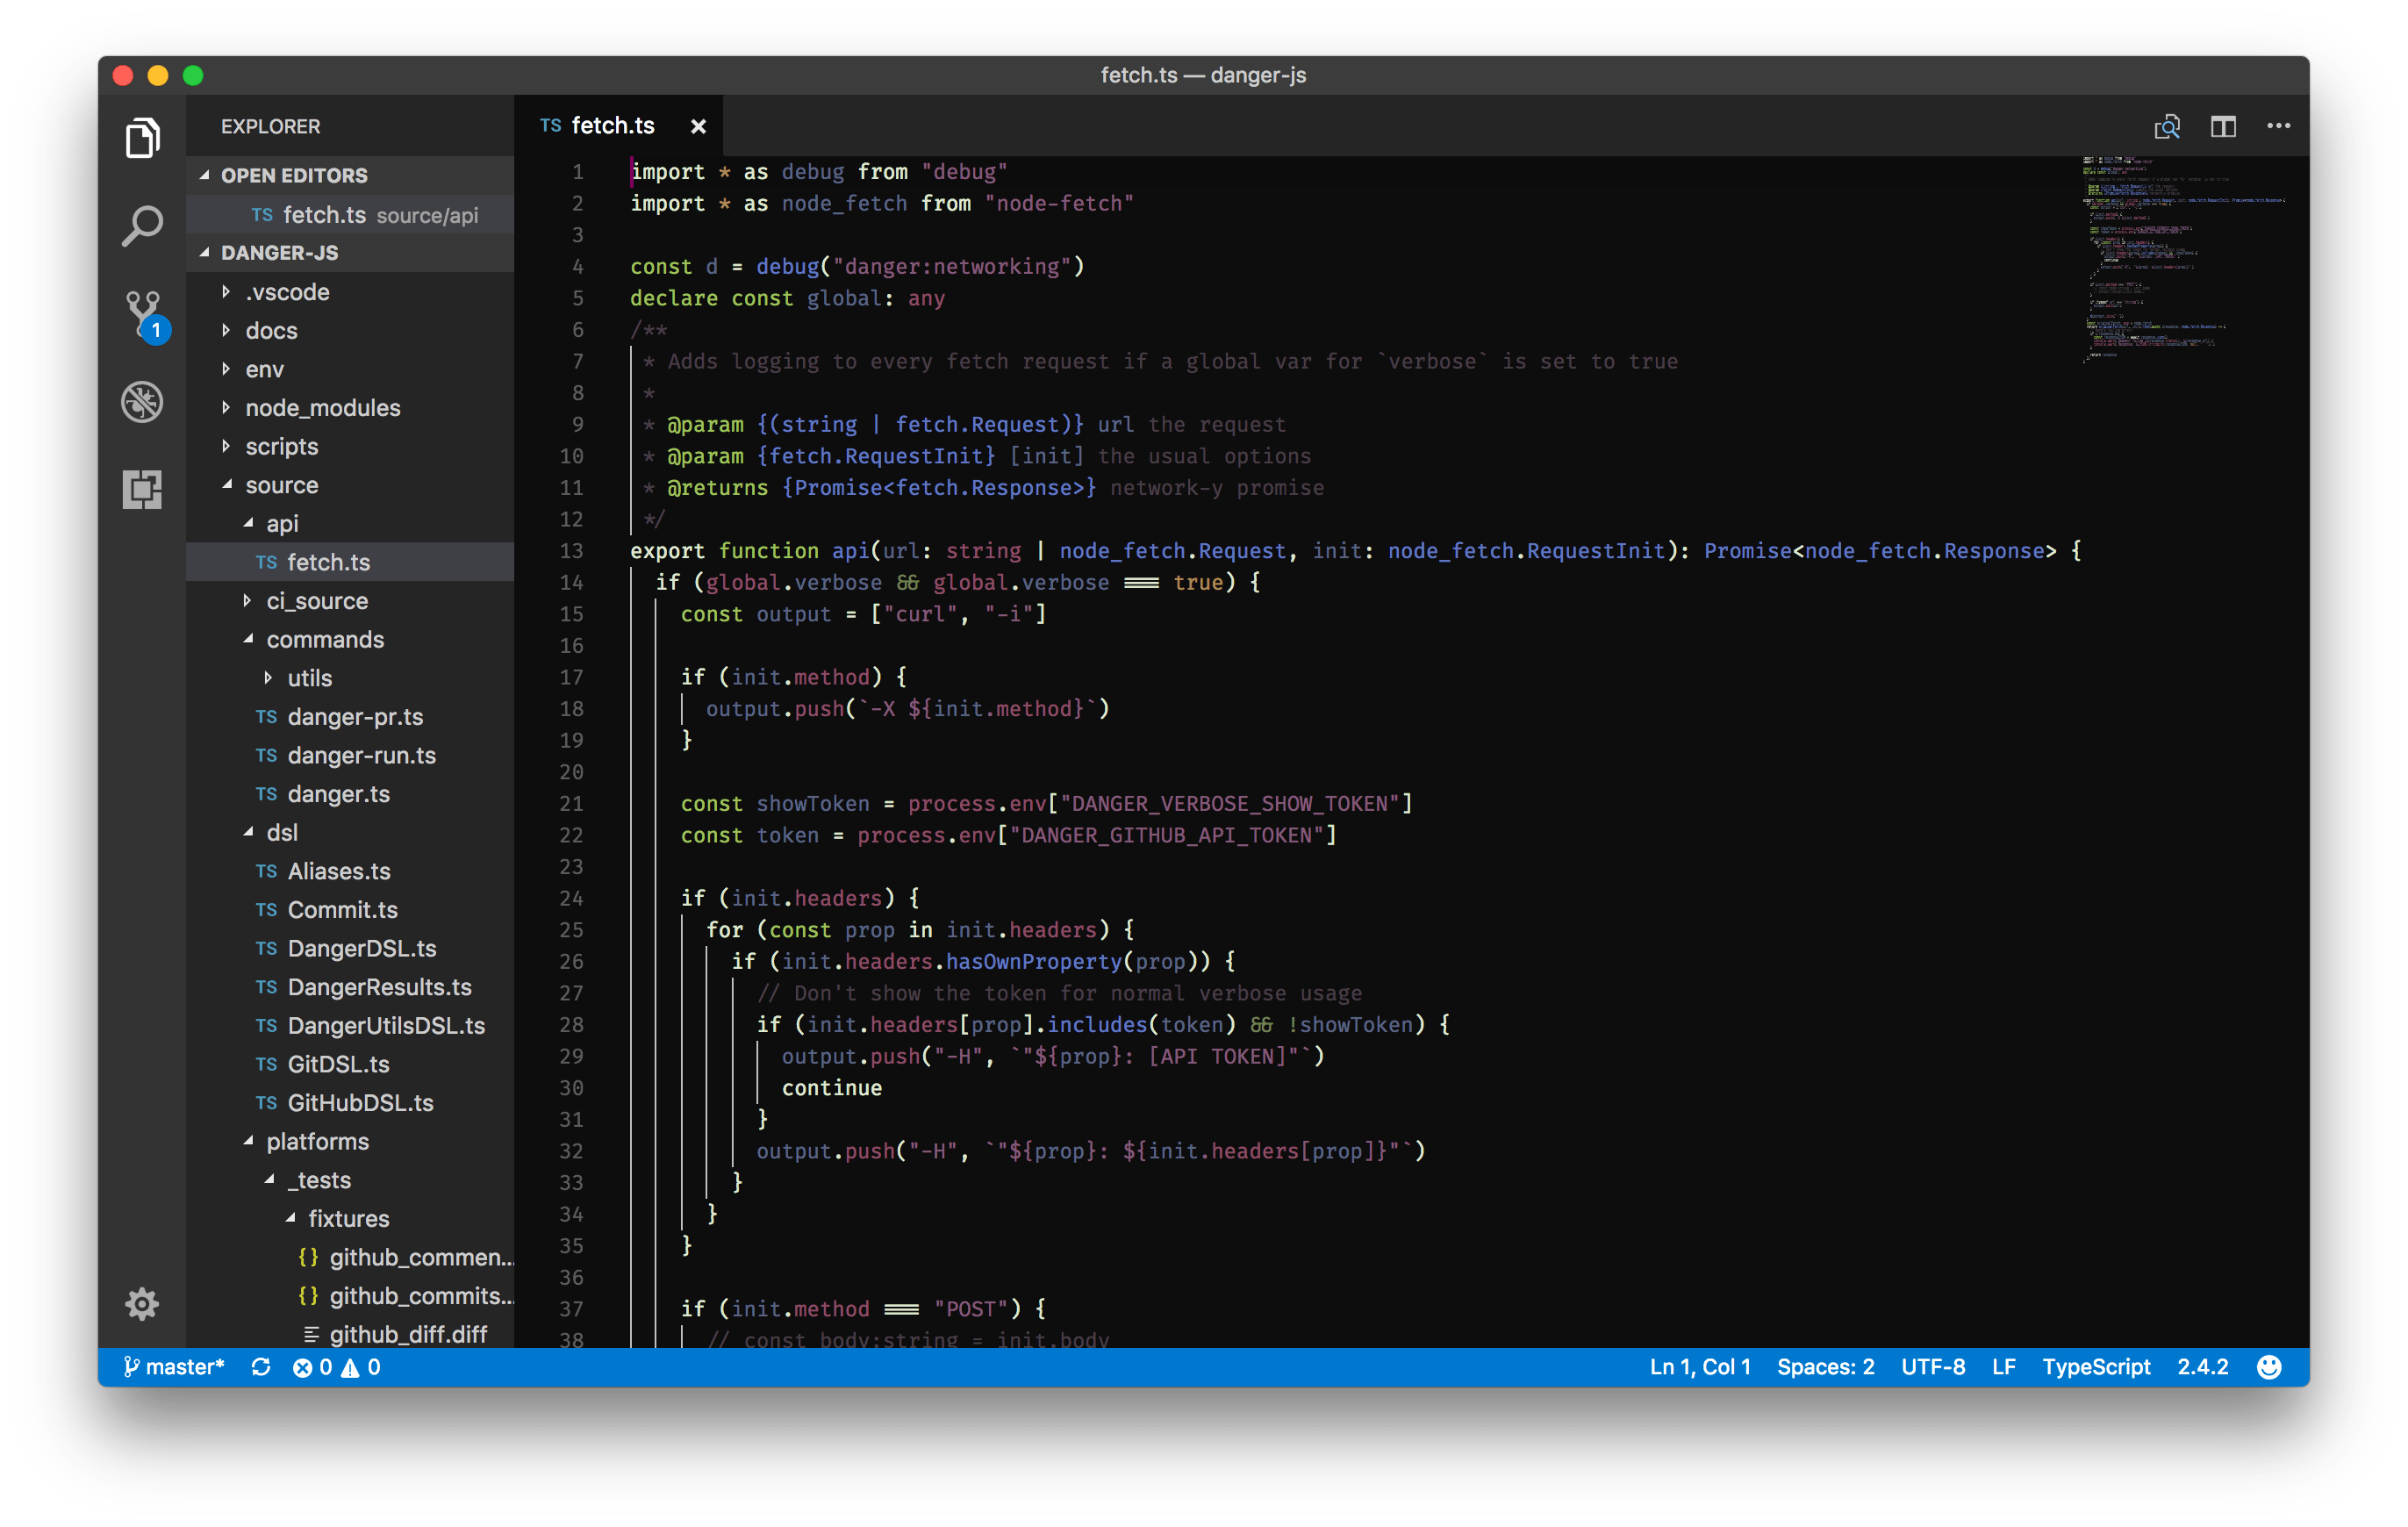 fetch.ts — danger-js
EXPLORER
OPEN EDITORS
TS fetch.ts source/api
DANGER-JS
.vscode
docs
env
node_modules
scripts
source
api
TS fetch.ts
ci_source
commands
utils
TS danger-pr.ts
TS danger-run.ts
TS danger.ts
dsl
TS Aliases.ts
TS Commit.ts
TS DangerDSL.ts
TS DangerResults.ts
TS DangerUtilsDSL.ts
TS GitDSL.ts
TS GitHubDSL.ts
platforms
_tests
fixtures
{} github_commen...
{} github_commits...
github_diff.diff
1
TS fetch.ts ×
1 import * as debug from "debug"
2 import * as node_fetch from "node-fetch"
3
4 const d = debug("danger:networking")
5 declare const global: any
6 /**
7 * Adds logging to every fetch request if a global var for `verbose` is set to true
8 *
9 * @param {(string | fetch.Request)} url the request
10 * @param {fetch.RequestInit} [init] the usual options
11 * @returns {Promise<fetch.Response>} network-y promise
12 */
13 export function api(url: string | node_fetch.Request, init: node_fetch.RequestInit): Promise<node_fetch.Response> {
14 if (global.verbose && global.verbose === true) {
15 const output = ["curl", "-i"]
16
17 if (init.method) {
18 output.push(`-X ${init.method}`)
19 }
20
21 const showToken = process.env["DANGER_VERBOSE_SHOW_TOKEN"]
22 const token = process.env["DANGER_GITHUB_API_TOKEN"]
23
24 if (init.headers) {
25 for (const prop in init.headers) {
26 if (init.headers.hasOwnProperty(prop)) {
27 // Don't show the token for normal verbose usage
28 if (init.headers[prop].includes(token) && !showToken) {
29 output.push("-H", `"${prop}: [API TOKEN]"`)
30 continue
31 }
32 output.push("-H", `"${prop}: ${init.headers[prop]}"`)
33 }
34 }
35 }
36
37 if (init.method === "POST") {
38 // const body:string = init.body
master* 0 0
Ln 1, Col 1 Spaces: 2 UTF-8 LF TypeScript 2.4.2